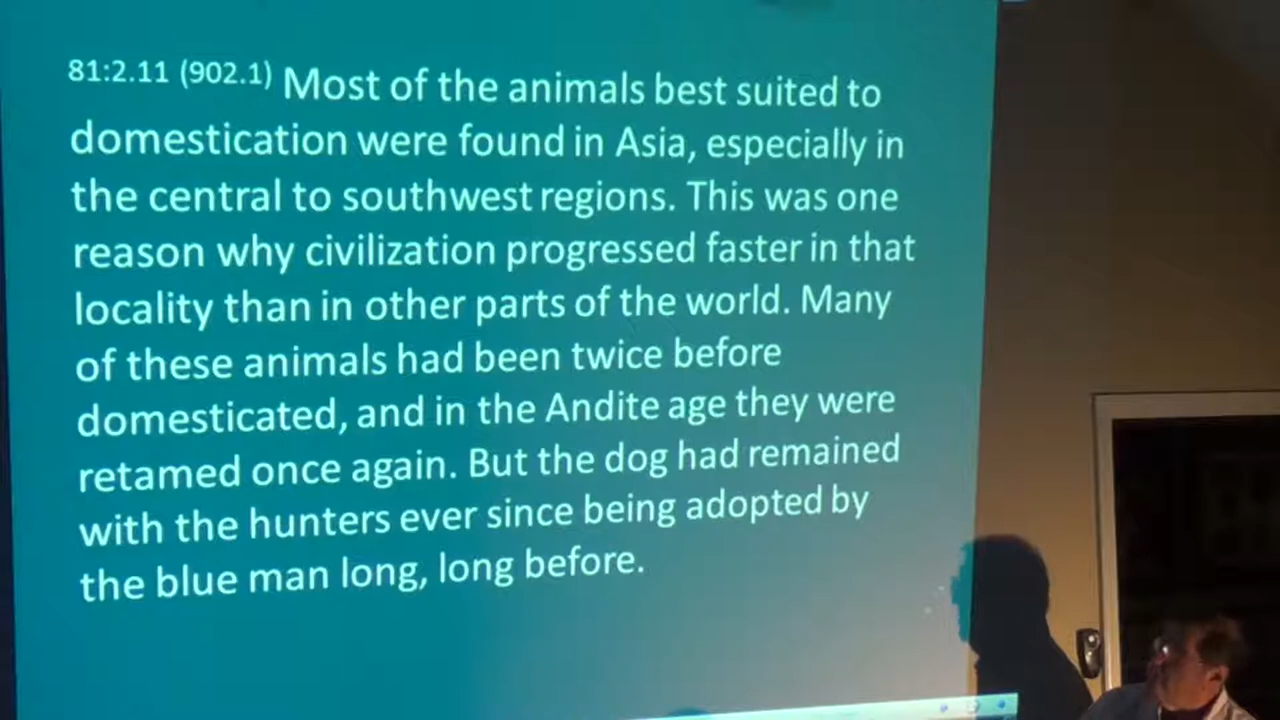 81:2.11 (902.1) Most of the animals best suited to
domestication were found in Asia, especially in
the central to southwest regions. This was one
reason why civilization progressed faster in that
locality than in other parts of the world. Many
of these animals had been twice before
domesticated, and in the Andite age they were
retamed once again. But the dog had remained
with the hunters ever since being adopted by
the blue man long, long before.